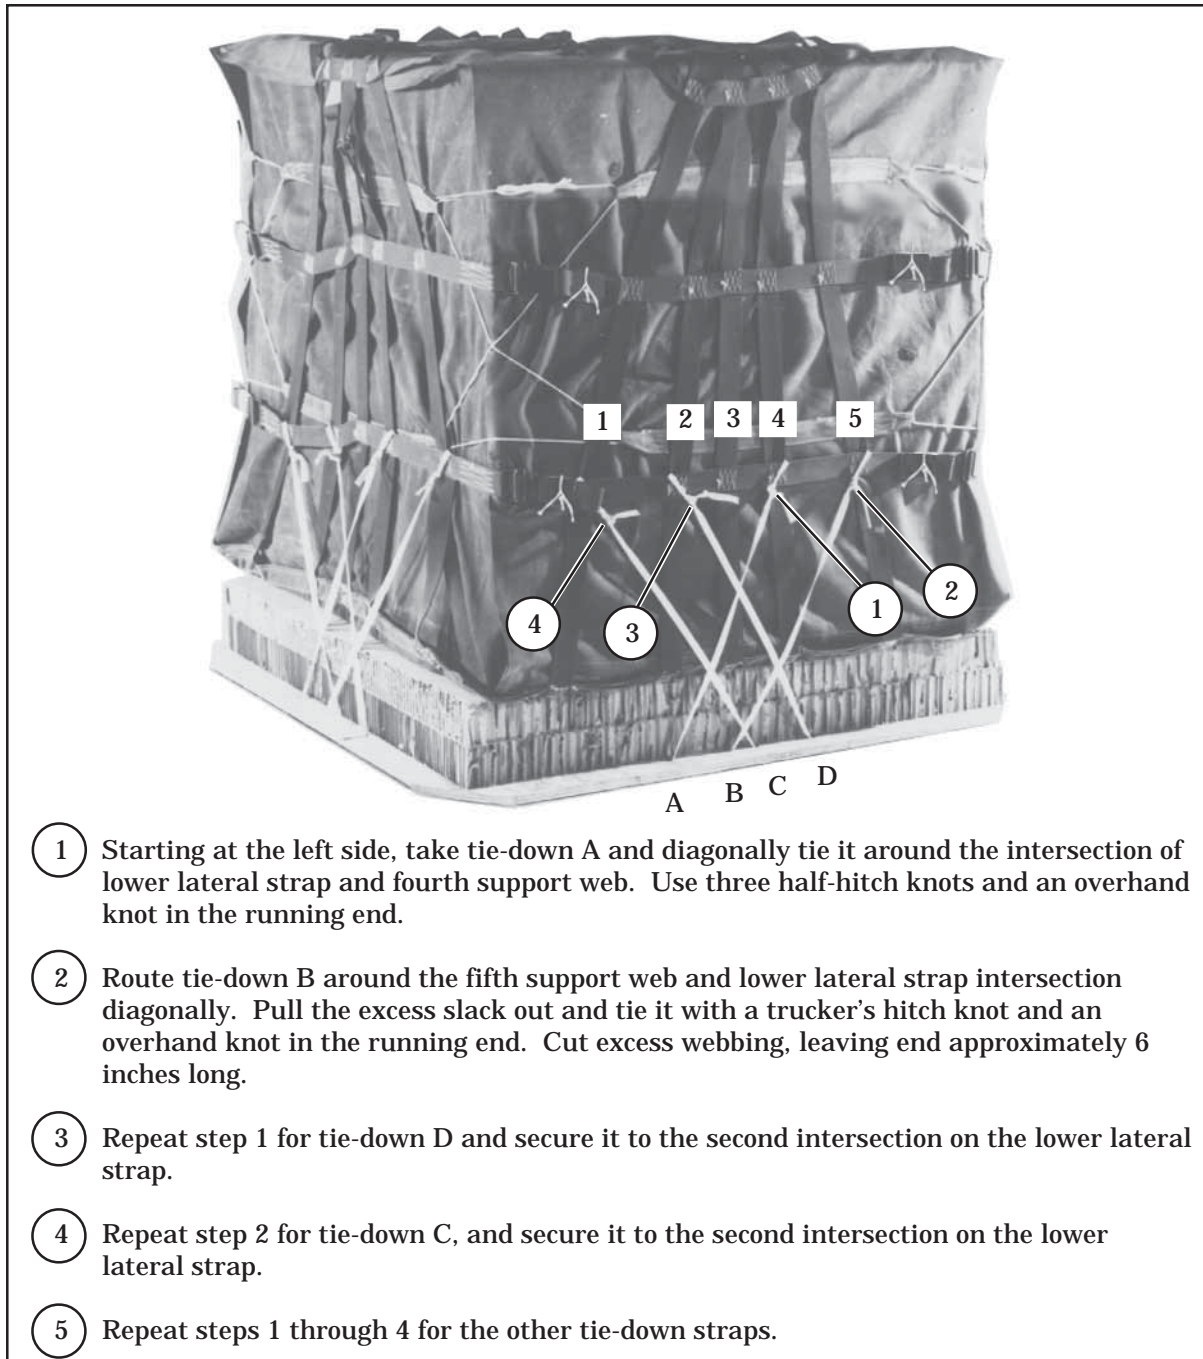 1 2 3 4 5
4 3 1 2
A B C D
1 Starting at the left side, take tie-down A and diagonally tie it around the intersection of
lower lateral strap and fourth support web. Use three half-hitch knots and an overhand
knot in the running end.
2 Route tie-down B around the fifth support web and lower lateral strap intersection
diagonally. Pull the excess slack out and tie it with a trucker's hitch knot and an
overhand knot in the running end. Cut excess webbing, leaving end approximately 6
inches long.
3 Repeat step 1 for tie-down D and secure it to the second intersection on the lower lateral
strap.
4 Repeat step 2 for tie-down C, and secure it to the second intersection on the lower
lateral strap.
5 Repeat steps 1 through 4 for the other tie-down straps.